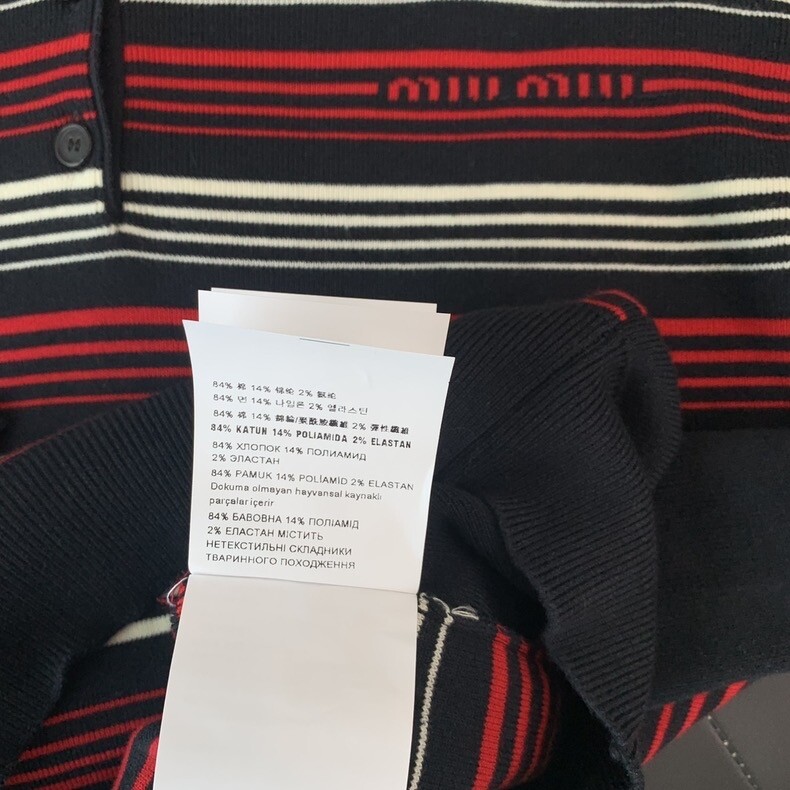 miu miu
84% 棉 14% 锦纶 2% 氨纶
84% 면 14% 나일론 2% 엘라스틴
84% 棉 14% 錦綸/聚酰胺纖維 2% 彈性纖維
84% KATUN 14% POLIAMIDA 2% ELASTAN
84% ХЛОПОК 14% ПОЛИАМИД
2% ЭЛАСТАН
84% PAMUK 14% POLİAMİD 2% ELASTAN
Dokuma olmayan hayvansal kaynaklı
parçalar içerir
84% БАВОВНА 14% ПОЛІАМІД
2% ЕЛАСТАН МІСТИТЬ
НЕТЕКСТИЛЬНІ СКЛАДНИКИ
ТВАРИННОГО ПОХОДЖЕННЯ